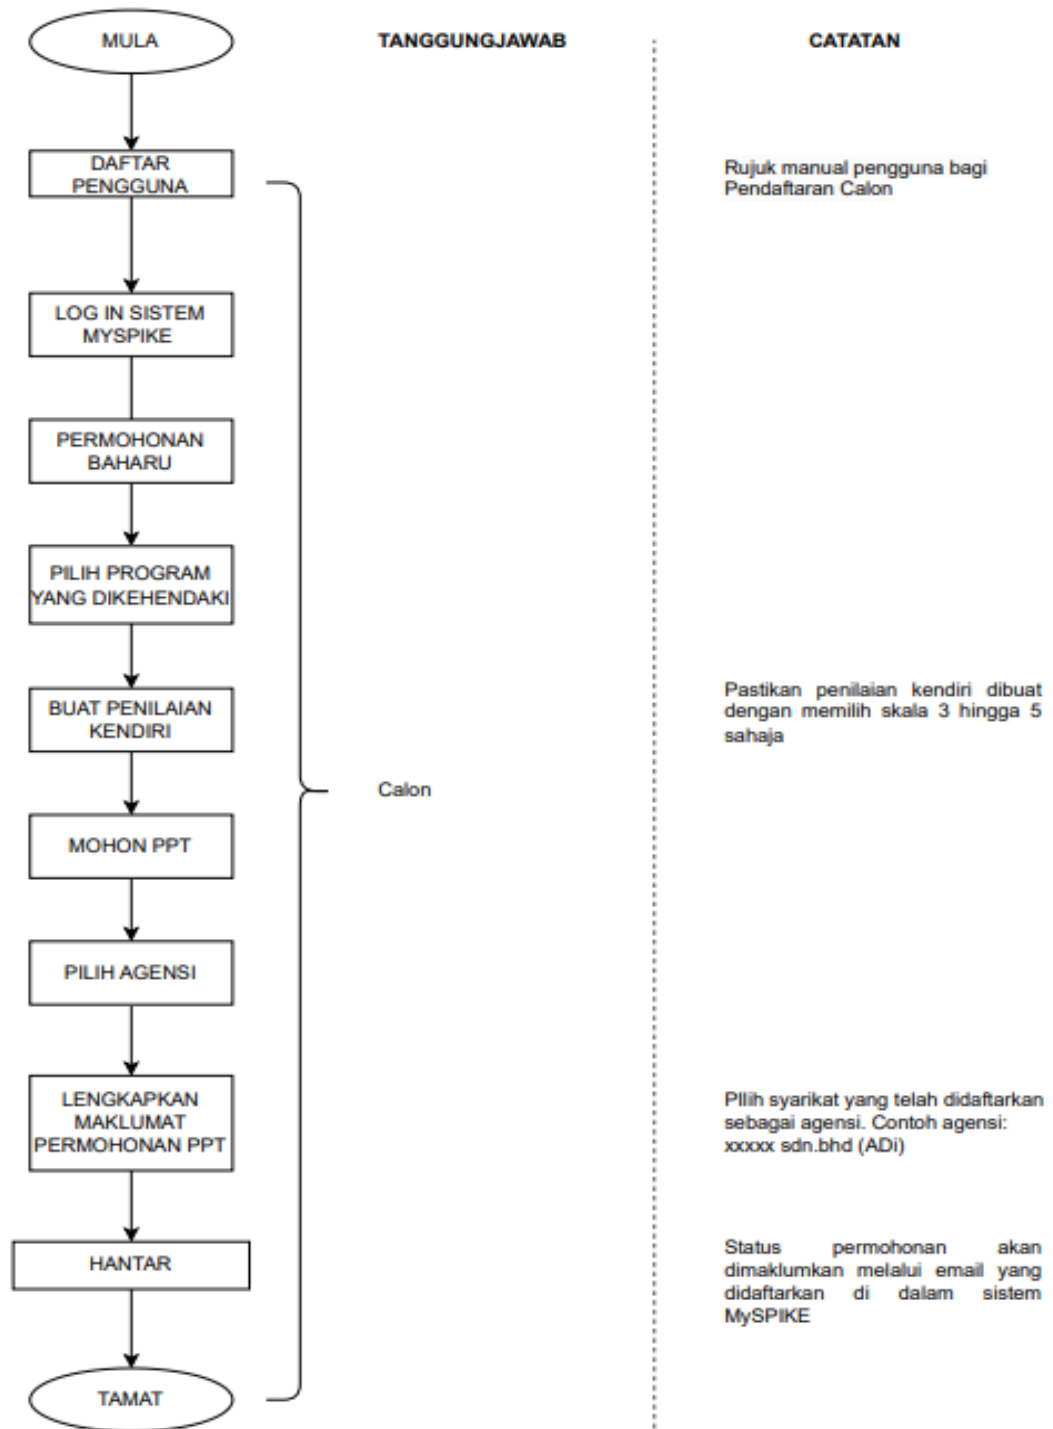 MULA
TANGGUNGJAWAB
CATATAN
DAFTAR
PENGGUNA
Rujuk manual pengguna bagi
Pendaftaran Calon
LOG IN SISTEM
MYSPIKE
PERMOHONAN
BAHARU
PILIH PROGRAM
YANG DIKEHENDAKI
BUAT PENILAIAN
KENDIRI
Pastikan penilaian kendiri dibuat
dengan memilih skala 3 hingga 5
sahaja
Calon
MOHON PPT
PILIH AGENSI
LENGKAPKAN
MAKLUMAT
PERMOHONAN PPT
PIlih syarikat yang telah didaftarkan
sebagai agensi. Contoh agensi:
xxxxx sdn.bhd (ADi)
HANTAR
Status permohonan akan
dimaklumkan melalui email yang
didaftarkan di dalam sistem
MySPIKE
TAMAT